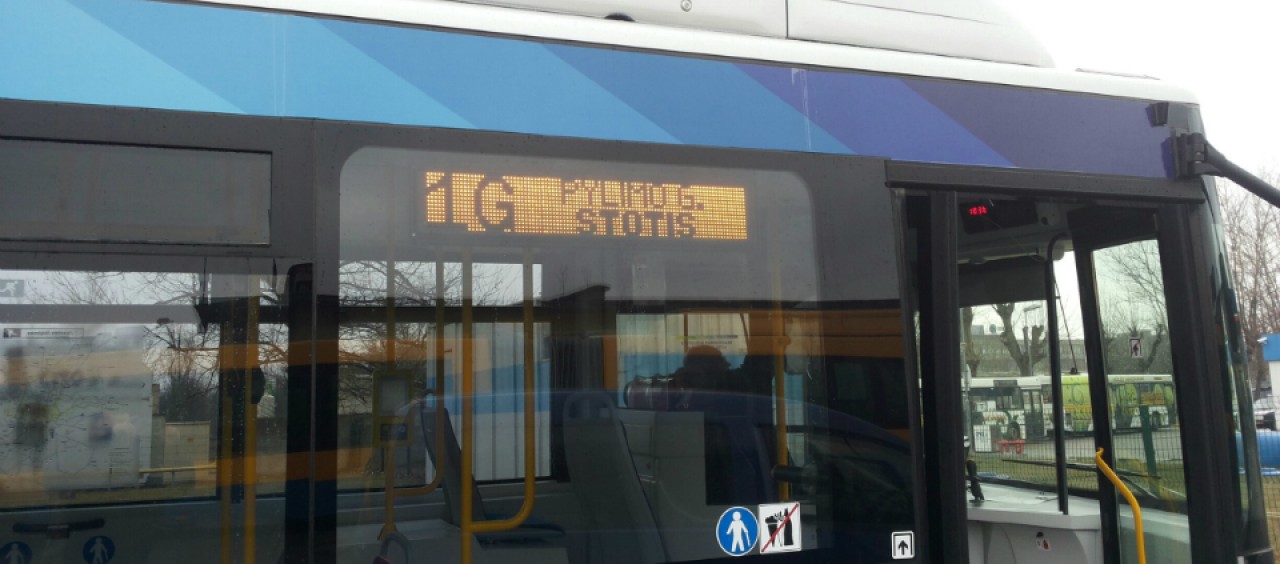 1G PYLIMO G.
STOTIS